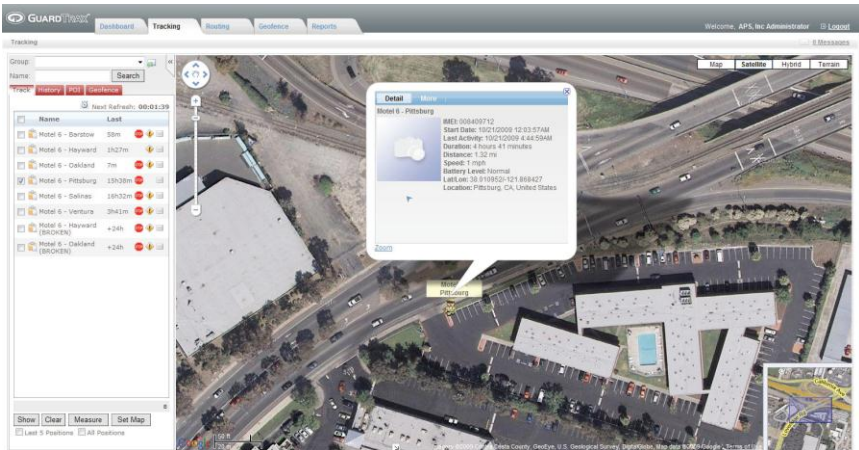 GUARDTRAX
Dashboard Tracking Routing Geofence Reports
Welcome, APS, Inc Administrator Logout
Tracking
0 Messages
Group:
Name: Search
Track History POI Geofence
Next Refresh: 00:01:39
Name Last
Motel 6 - Barstow 58m
Motel 6 - Hayward 1h27m
Motel 6 - Oakland 7m
Motel 6 - Pittsburg 15h38m
Motel 6 - Salinas 16h32m
Motel 6 - Ventura 3h41m
Motel 6 - Hayward (BROKEN) +24h
Motel 6 - Oakland (BROKEN) +24h
Show Clear Measure Set Map
Last 5 Positions All Positions
Map Satellite Hybrid Terrain
Detail More
Motel 6 - Pittsburg
IMEI: 008409712
Start Date: 10/21/2009 12:03:57AM
Last Activity: 10/21/2009 4:44:59AM
Duration: 4 hours 41 minutes
Distance: 1.32 mi
Speed: 1 mph
Battery Level: Normal
Lat/Lon: 38.010952/-121.868427
Location: Pittsburg, CA, United States
Zoom
Pittsburg
50 ft
20 m
California Ave